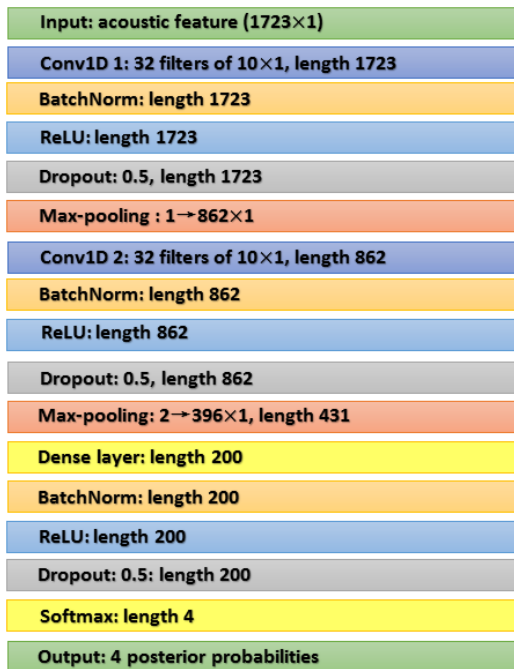 Input: acoustic feature (1723×1)
Conv1D 1: 32 filters of 10×1, length 1723
BatchNorm: length 1723
ReLU: length 1723
Dropout: 0.5, length 1723
Max-pooling : 1→862×1
Conv1D 2: 32 filters of 10×1, length 862
BatchNorm: length 862
ReLU: length 862
Dropout: 0.5, length 862
Max-pooling: 2→396×1, length 431
Dense layer: length 200
BatchNorm: length 200
ReLU: length 200
Dropout: 0.5: length 200
Softmax: length 4
Output: 4 posterior probabilities